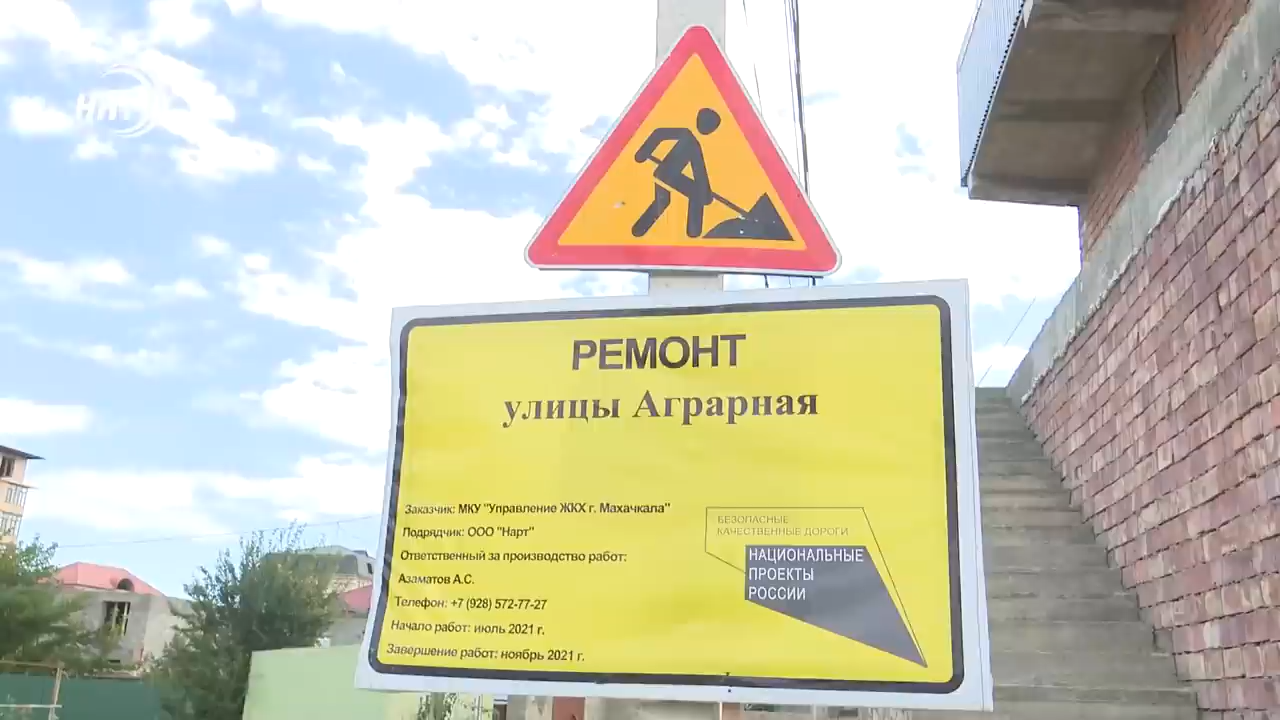 ННТ
РЕМОНТ
улицы Аграрная
Заказчик: МКУ "Управление ЖКХ г. Махачкала"
Подрядчик: ООО "Нарт"
Ответственный за производство работ:
Азаматов А.С.
Телефон: +7 (928) 572-77-27
Начало работ: июль 2021 г.
Завершение работ: ноябрь 2021 г.
БЕЗОПАСНЫЕ
КАЧЕСТВЕННЫЕ ДОРОГИ
НАЦИОНАЛЬНЫЕ
ПРОЕКТЫ
РОССИИ